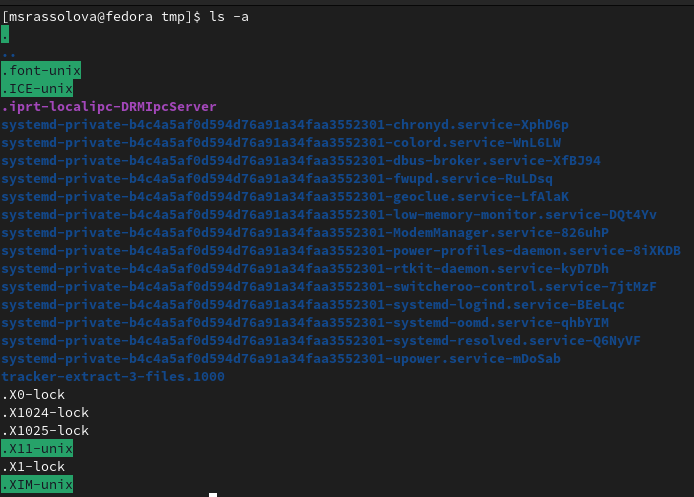 [msrassolova@fedora tmp]$ ls -a
.
..
.font-unix
.ICE-unix
.iprt-localipc-DRMIpcServer
systemd-private-b4c4a5af0d594d76a91a34faa3552301-chronyd.service-XphD6p
systemd-private-b4c4a5af0d594d76a91a34faa3552301-colord.service-WnL6LW
systemd-private-b4c4a5af0d594d76a91a34faa3552301-dbus-broker.service-XfBJ94
systemd-private-b4c4a5af0d594d76a91a34faa3552301-fwupd.service-RuLDsq
systemd-private-b4c4a5af0d594d76a91a34faa3552301-geoclue.service-LfAlaK
systemd-private-b4c4a5af0d594d76a91a34faa3552301-low-memory-monitor.service-DQt4Yv
systemd-private-b4c4a5af0d594d76a91a34faa3552301-ModemManager.service-826uhP
systemd-private-b4c4a5af0d594d76a91a34faa3552301-power-profiles-daemon.service-8iXKDB
systemd-private-b4c4a5af0d594d76a91a34faa3552301-rtkit-daemon.service-kyD7Dh
systemd-private-b4c4a5af0d594d76a91a34faa3552301-switcheroo-control.service-7jtMzF
systemd-private-b4c4a5af0d594d76a91a34faa3552301-systemd-logind.service-BEeLqc
systemd-private-b4c4a5af0d594d76a91a34faa3552301-systemd-oomd.service-qhbYIM
systemd-private-b4c4a5af0d594d76a91a34faa3552301-systemd-resolved.service-Q6NyVF
systemd-private-b4c4a5af0d594d76a91a34faa3552301-upower.service-mDoSab
tracker-extract-3-files.1000
.X0-lock
.X1024-lock
.X1025-lock
.X11-unix
.X1-lock
.XIM-unix